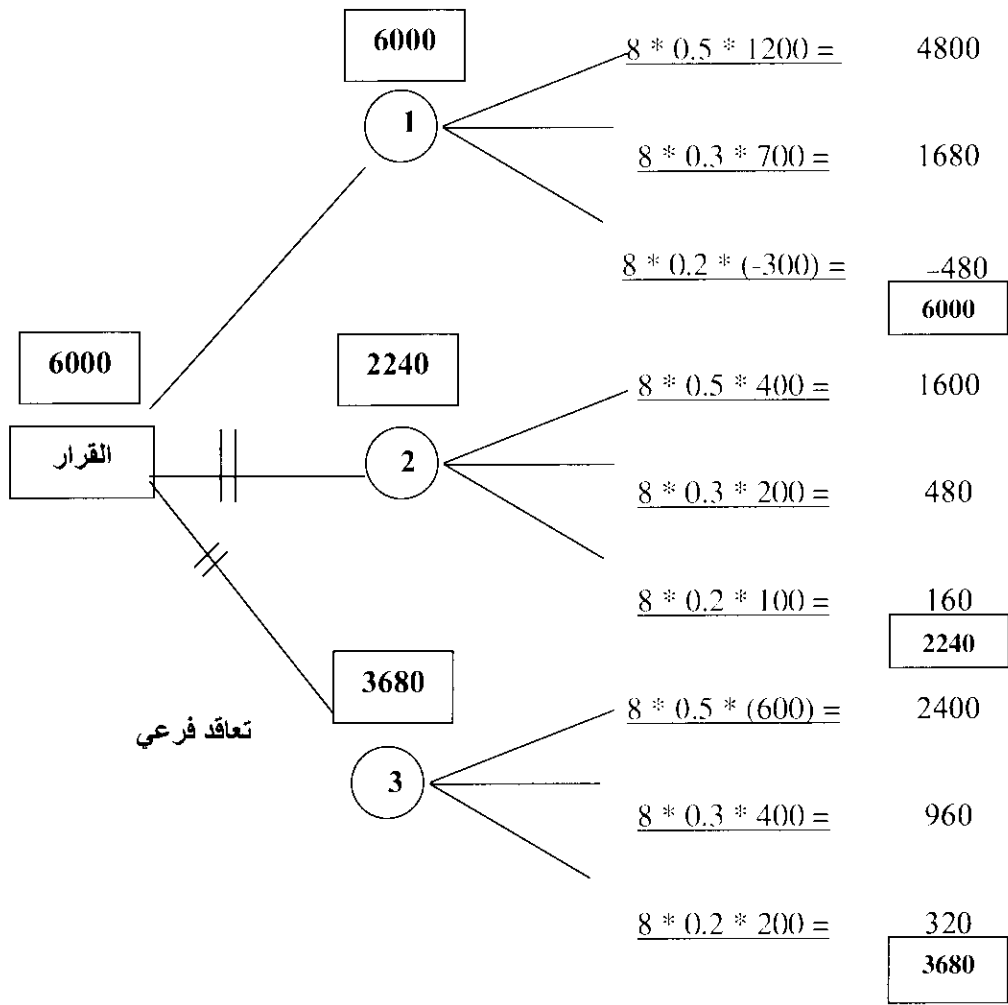 6000
8 * 0.5 * 1200 = 4800
1
8 * 0.3 * 700 = 1680
8 * 0.2 * (-300) = -480
6000
6000
2240
8 * 0.5 * 400 = 1600
القرار
2
8 * 0.3 * 200 = 480
8 * 0.2 * 100 = 160
2240
3680
8 * 0.5 * (600) = 2400
تعاقد فرعي
3
8 * 0.3 * 400 = 960
8 * 0.2 * 200 = 320
3680